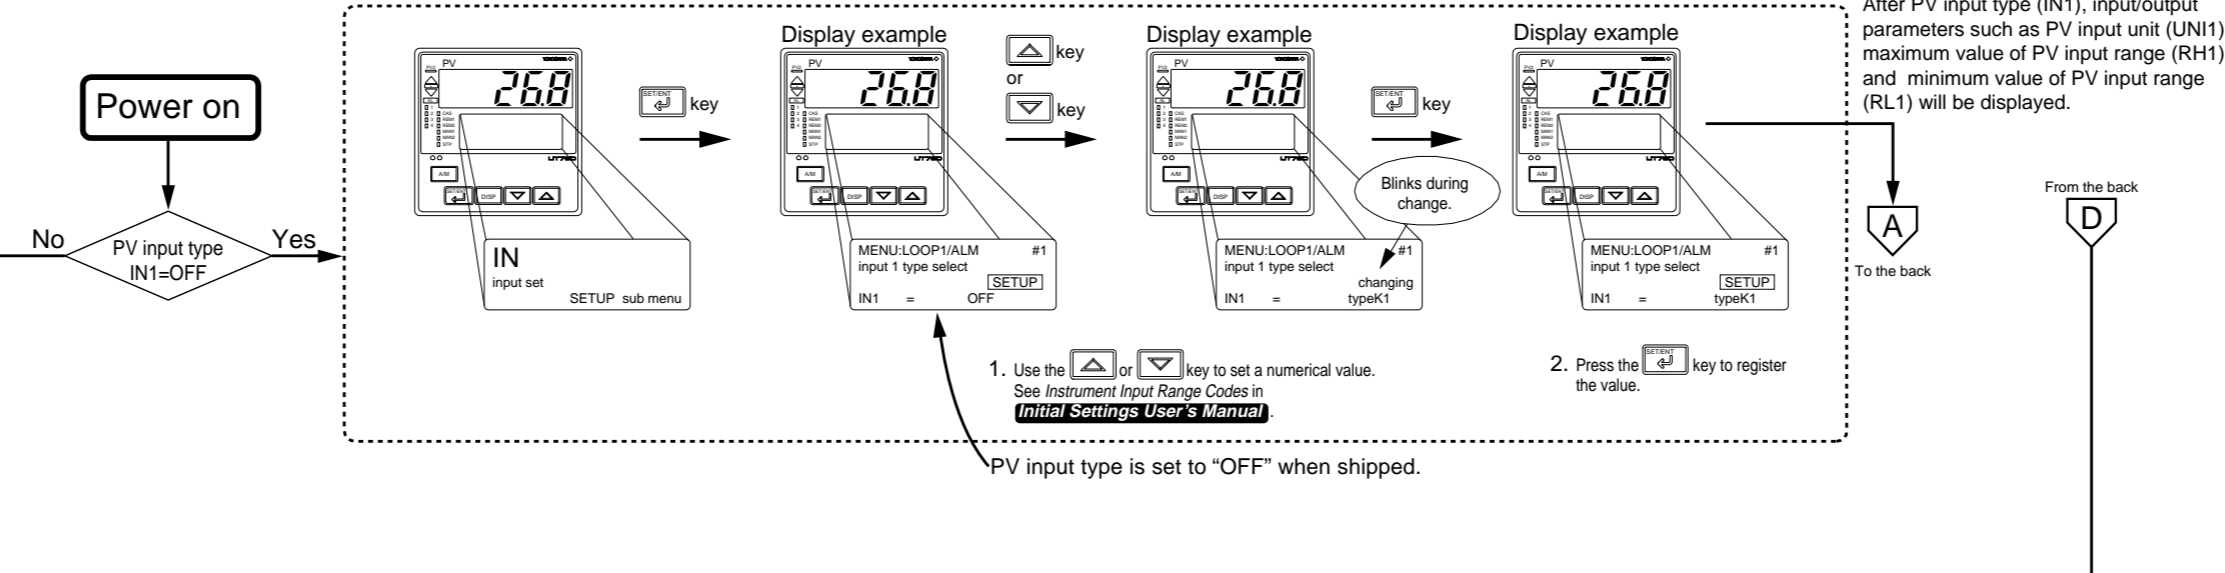 Power on
No
PV input type
IN1=OFF
Yes
PV
26.8
A/M
DISP
IN
input set
SETUP sub menu
SET/ENT
key
Display example
PV
26.8
A/M
DISP
MENU:LOOP1/ALM #1
input 1 type select
SETUP
IN1 = OFF
key
or
key
Display example
PV
26.8
A/M
DISP
Blinks during
change.
MENU:LOOP1/ALM #1
input 1 type select
changing
IN1 = typeK1
SET/ENT
key
Display example
PV
26.8
A/M
DISP
MENU:LOOP1/ALM #1
input 1 type select
SETUP
IN1 = typeK1
1. Use the or key to set a numerical value.
See Instrument Input Range Codes in
Initial Settings User's Manual .
2. Press the SET/ENT key to register
the value.
PV input type is set to “OFF” when shipped.
After PV input type (IN1), input/output
parameters such as PV input unit (UNI1)
maximum value of PV input range (RH1)
and minimum value of PV input range
(RL1) will be displayed.
A
To the back
From the back
D